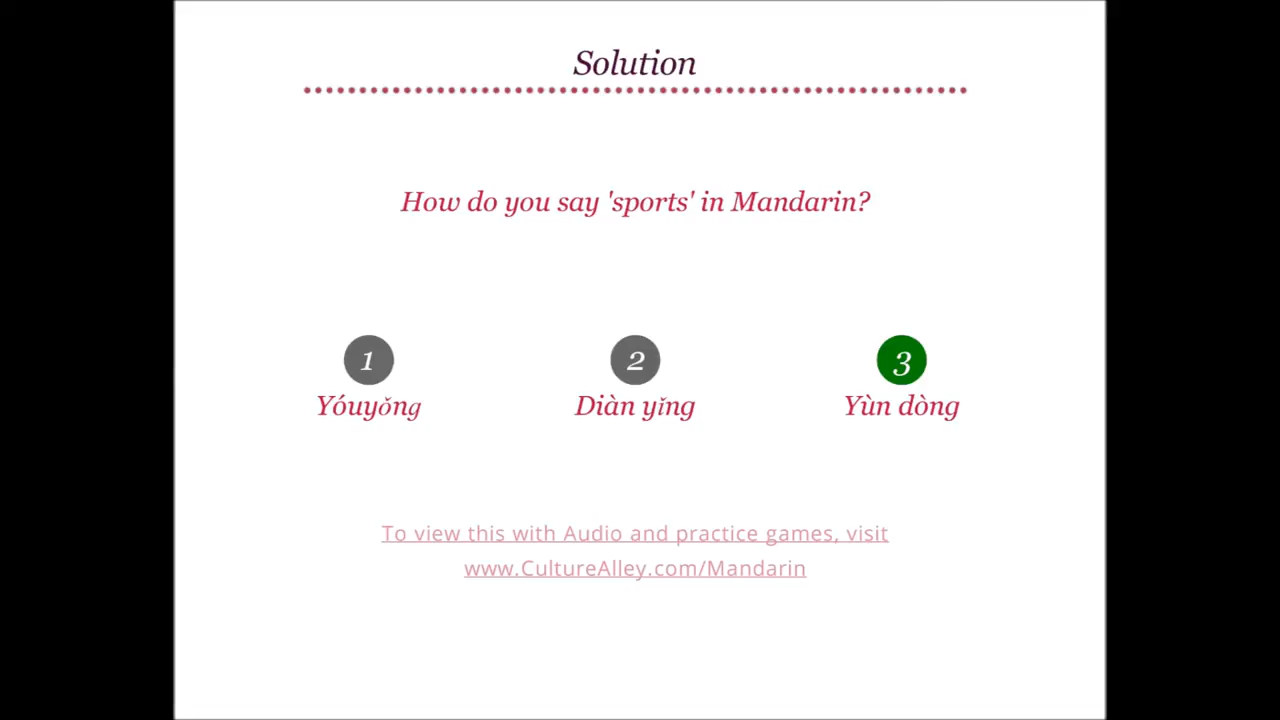 Solution
How do you say 'sports' in Mandarin?
1
Yóuyǒng
2
Diàn yǐng
3
Yùn dòng
To view this with Audio and practice games, visit
www.CultureAlley.com/Mandarin